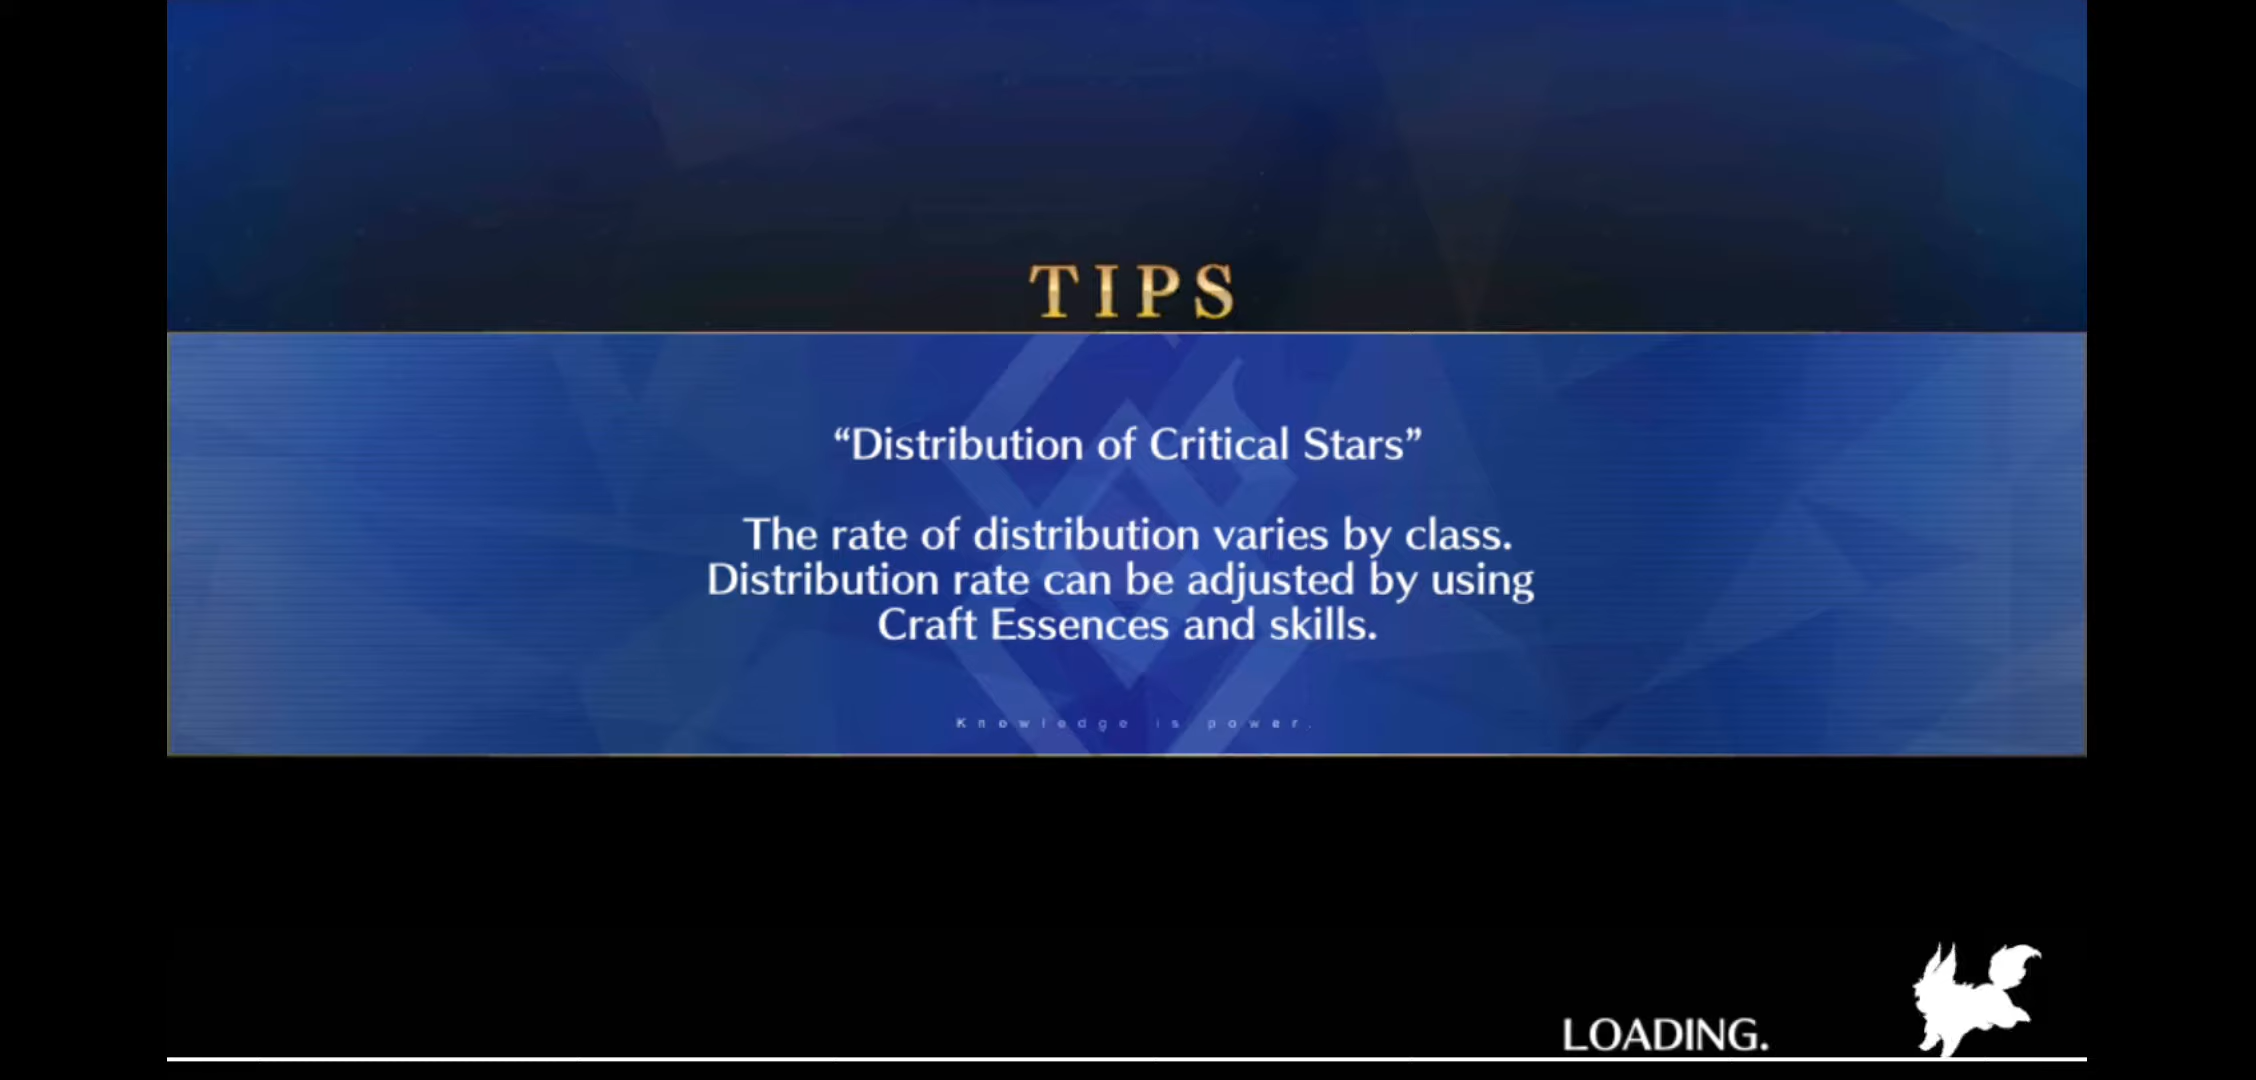 TIPS
“Distribution of Critical Stars”
The rate of distribution varies by class.
Distribution rate can be adjusted by using
Craft Essences and skills.
Knowledge is power.
LOADING.